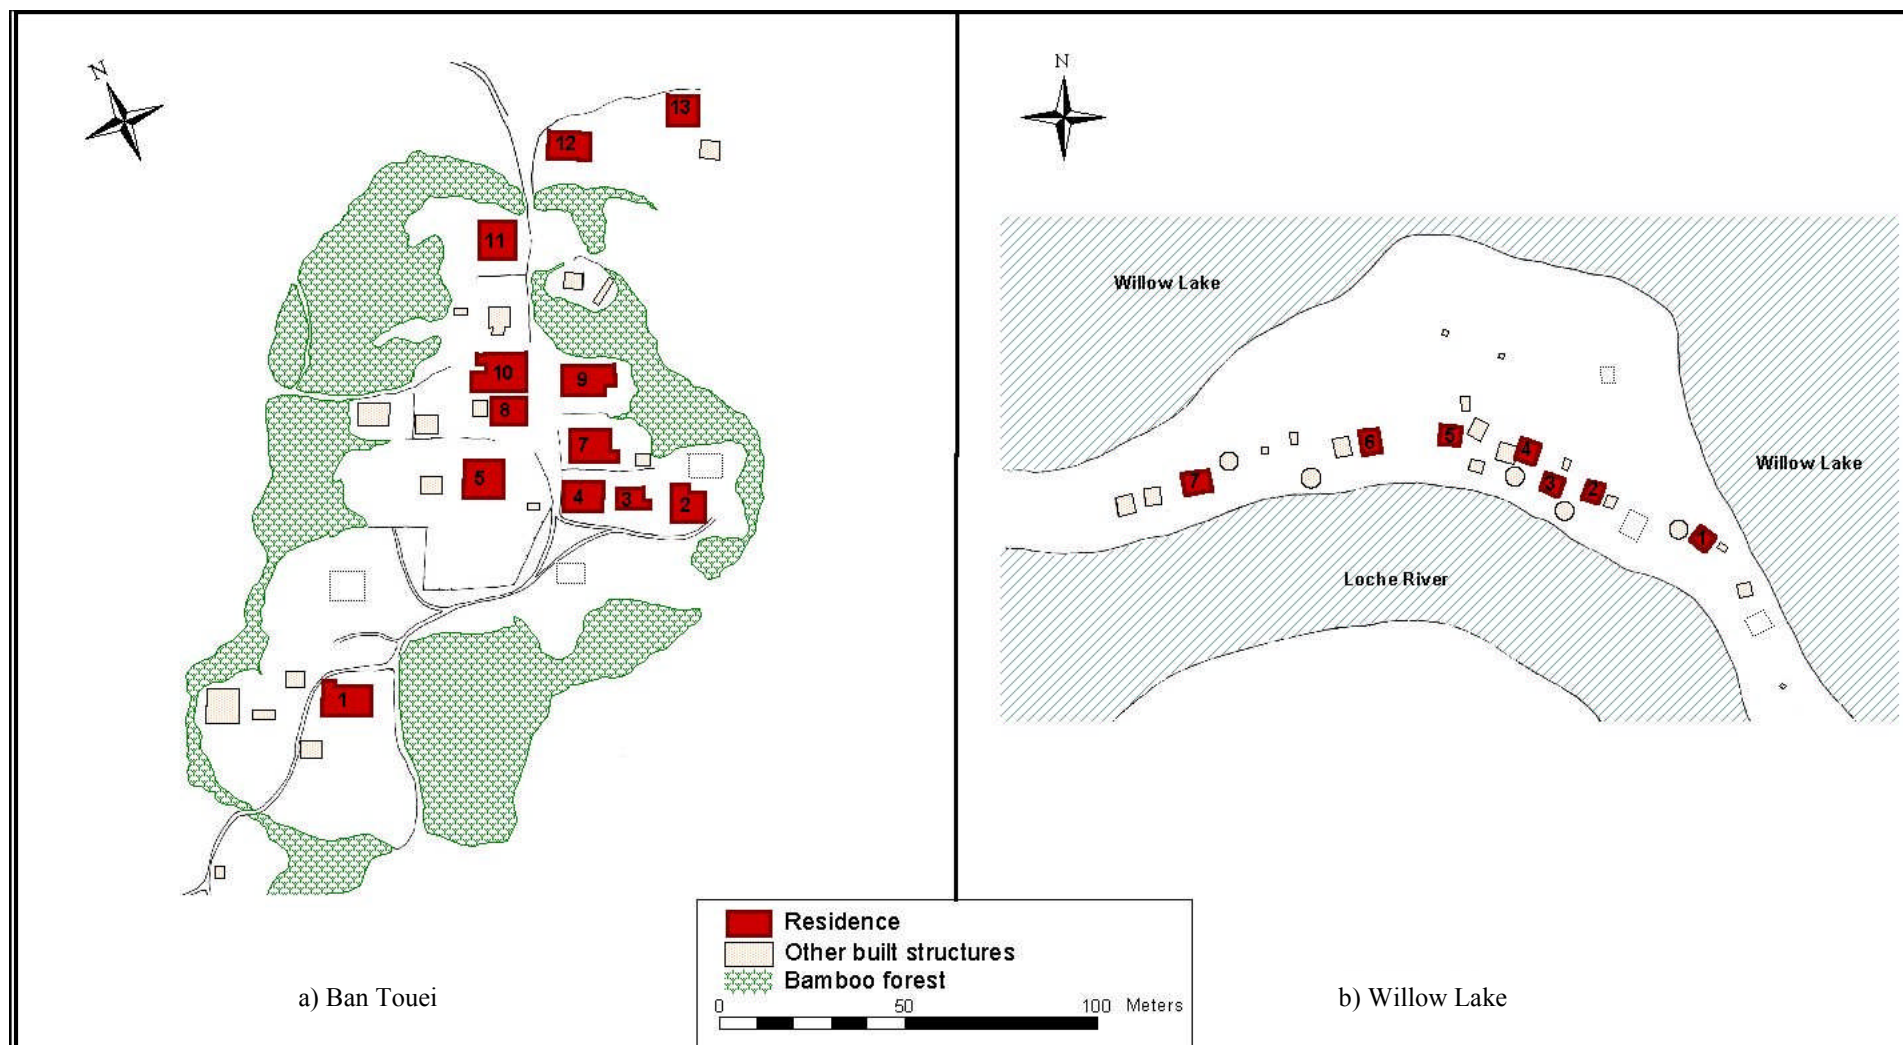 N
13
12
11
10
9
8
7
5
4
3
2
1
a) Ban Touei
N
Willow Lake
Willow Lake
5
6
4
7
3
2
1
Loche River
b) Willow Lake
Residence
Other built structures
Bamboo forest
0 50 100 Meters